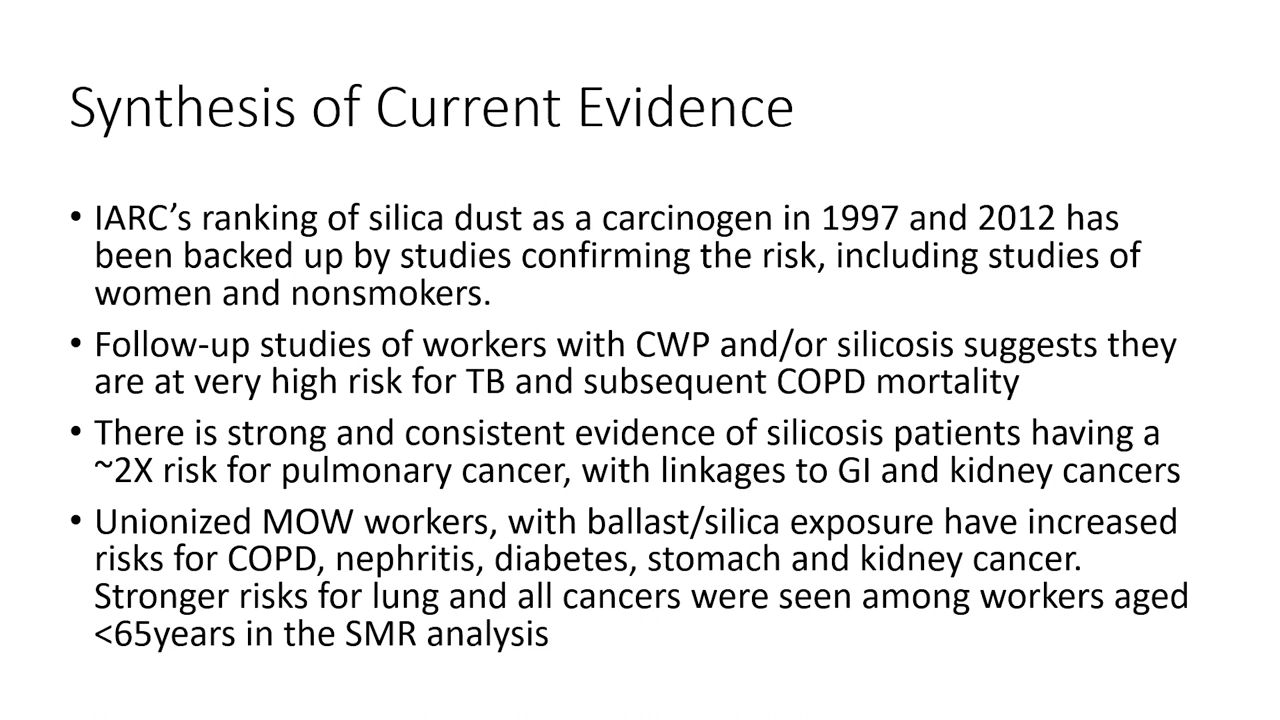 Synthesis of Current Evidence
• IARC’s ranking of silica dust as a carcinogen in 1997 and 2012 has
been backed up by studies confirming the risk, including studies of
women and nonsmokers.
• Follow-up studies of workers with CWP and/or silicosis suggests they
are at very high risk for TB and subsequent COPD mortality
• There is strong and consistent evidence of silicosis patients having a
~2X risk for pulmonary cancer, with linkages to GI and kidney cancers
• Unionized MOW workers, with ballast/silica exposure have increased
risks for COPD, nephritis, diabetes, stomach and kidney cancer.
Stronger risks for lung and all cancers were seen among workers aged
<65years in the SMR analysis